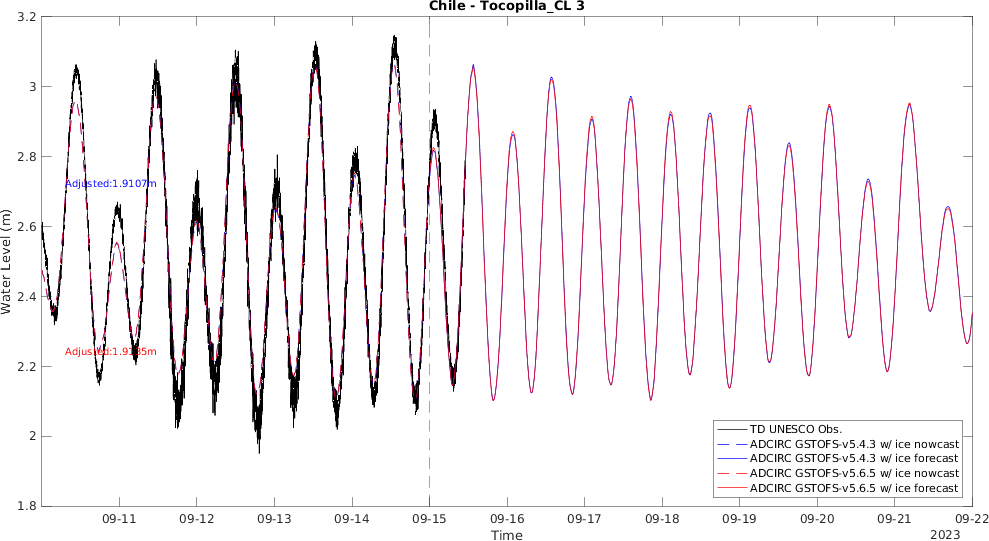 Chile - Tocopilla_CL 3
Water Level (m)
3.2
3
2.8
2.6
2.4
2.2
2
1.8
Adjusted:1.9107m
TD UNESCO Obs.
ADCIRC GSTOFS-v5.4.3 w/ ice nowcast
ADCIRC GSTOFS-v5.4.3 w/ ice forecast
ADCIRC GSTOFS-v5.6.5 w/ ice nowcast
ADCIRC GSTOFS-v5.6.5 w/ ice forecast
09-11 09-12 09-13 09-14 09-15 09-16 09-17 09-18 09-19 09-20 09-21 09-22
Time
2023